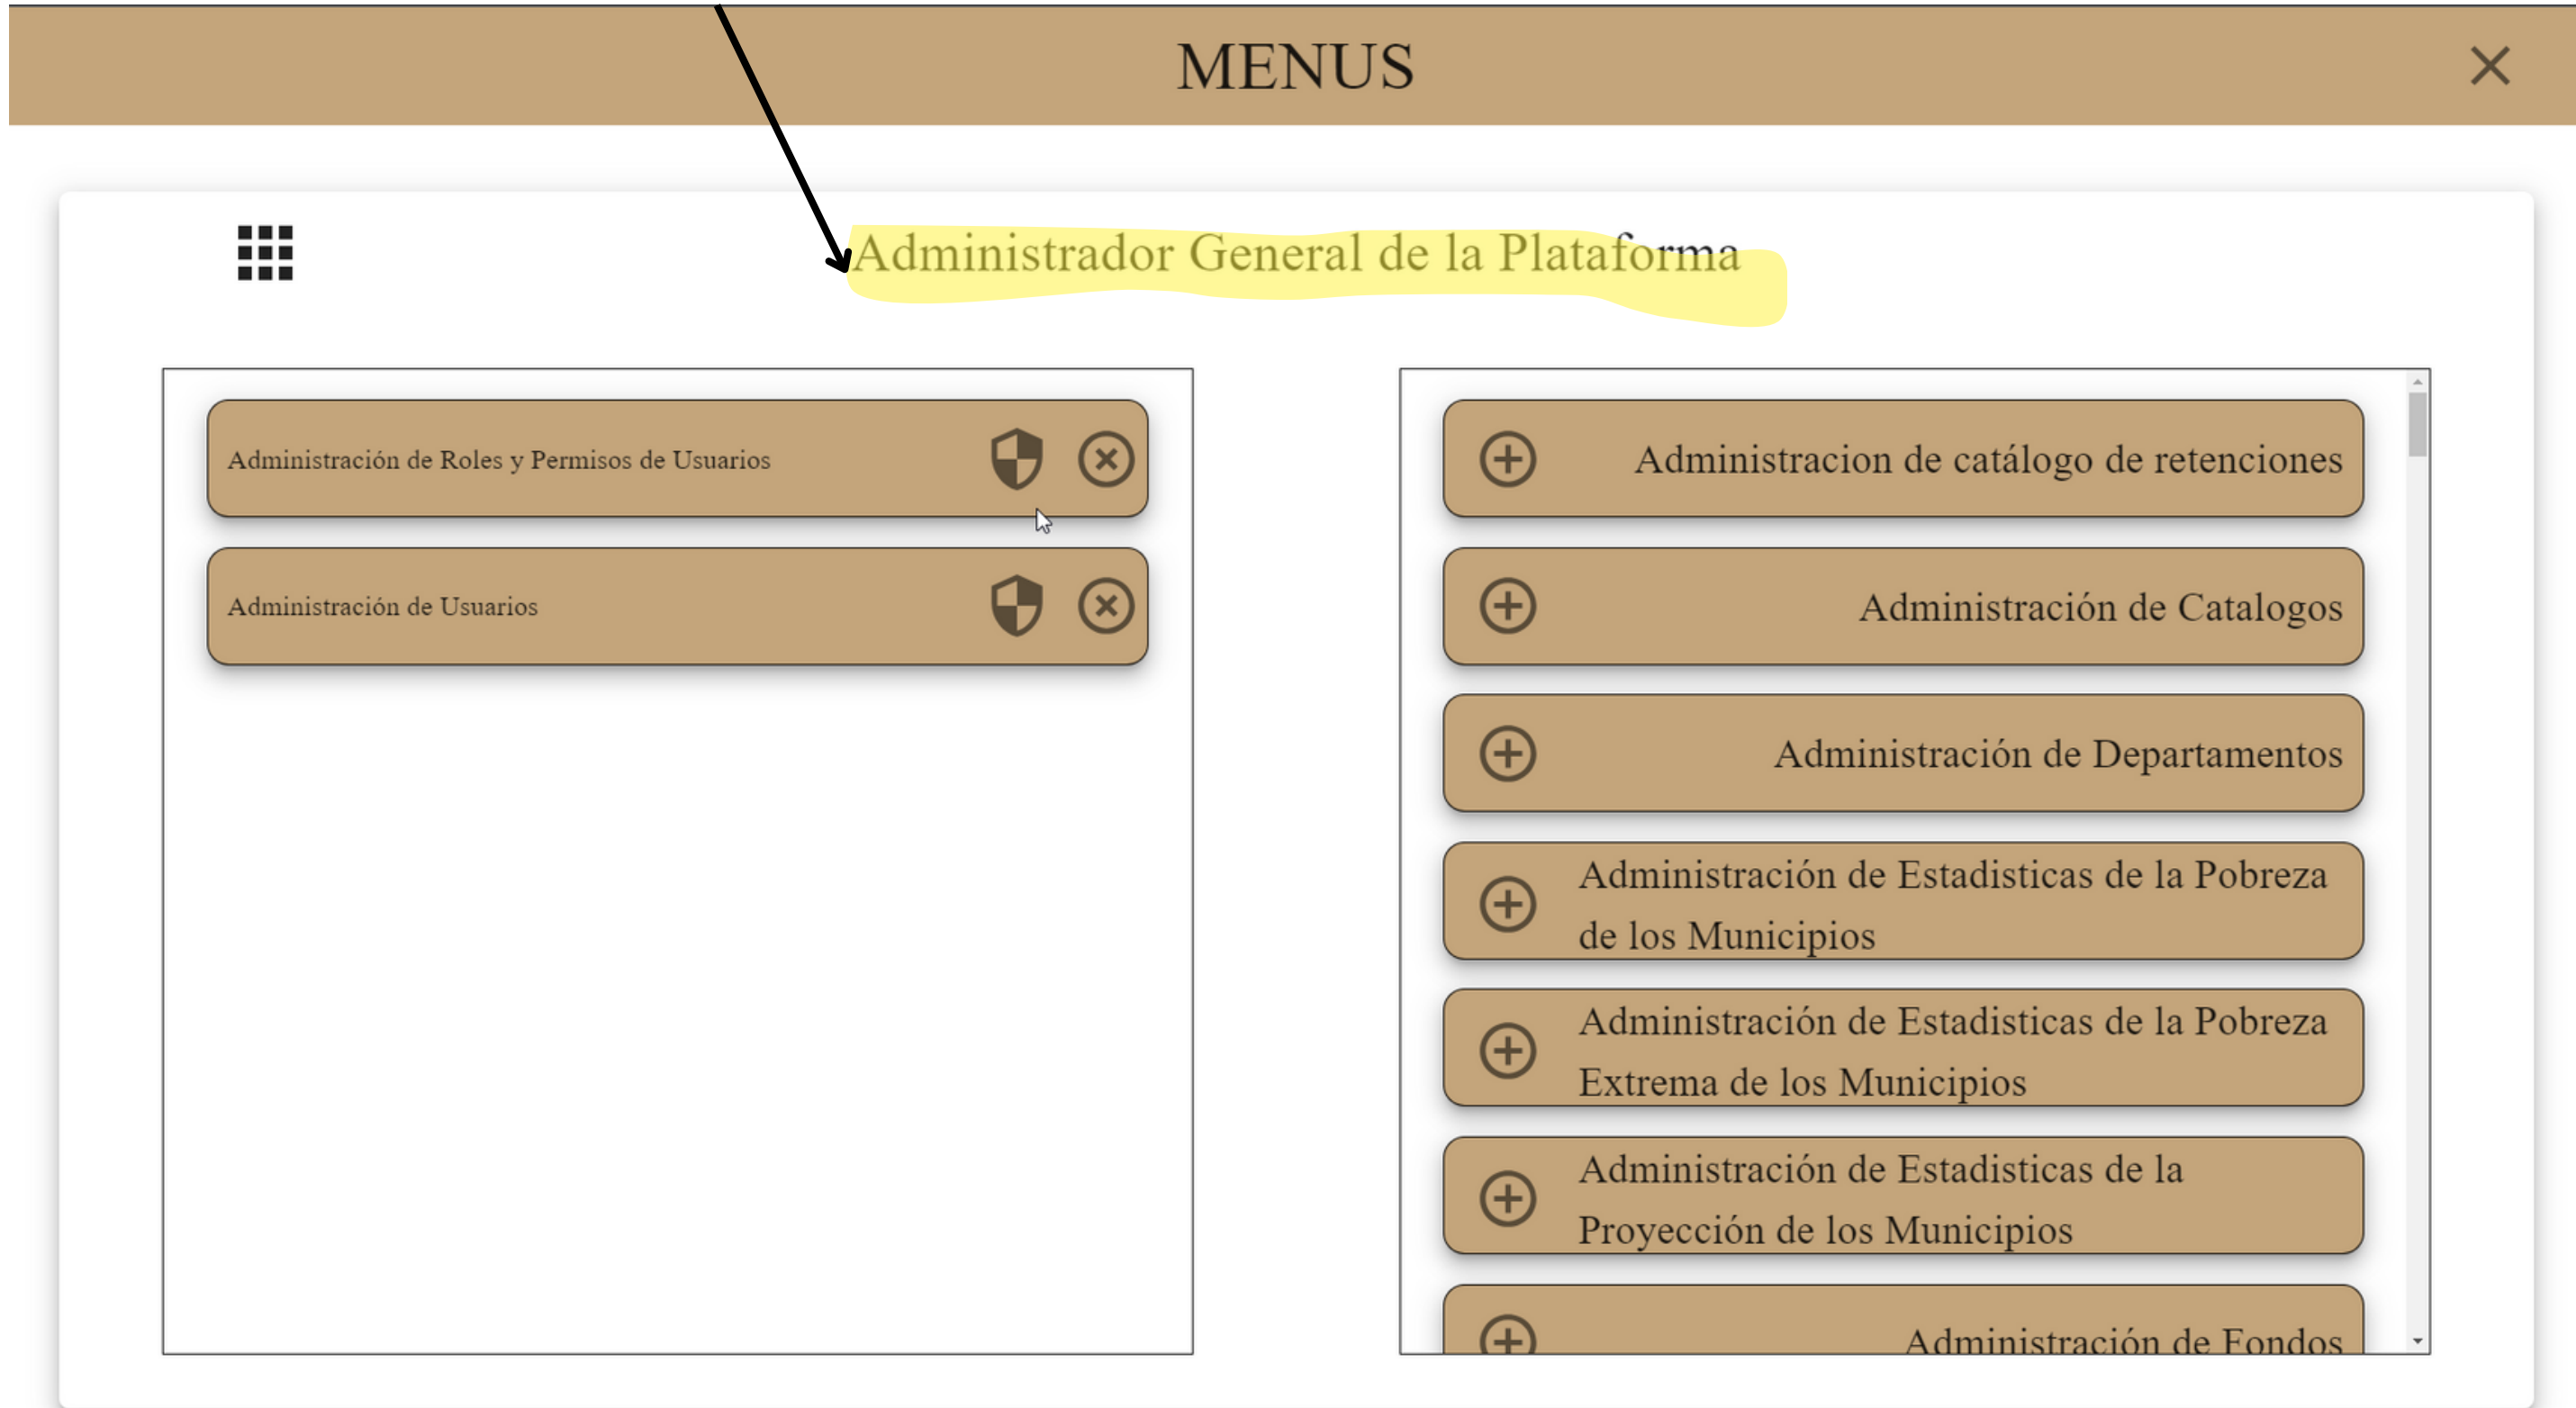 MENUS
Administrador General de la Plataforma
Administración de Roles y Permisos de Usuarios
Administración de Usuarios
Administracion de catálogo de retenciones
Administración de Catalogos
Administración de Departamentos
Administración de Estadisticas de la Pobreza
de los Municipios
Administración de Estadisticas de la Pobreza
Extrema de los Municipios
Administración de Estadisticas de la
Proyección de los Municipios
Administración de Fondos